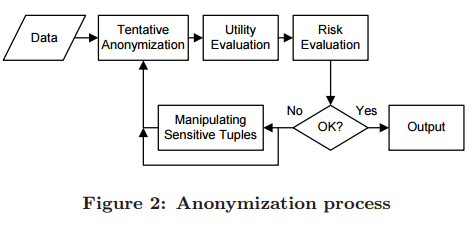 Data
Tentative
Anonymization
Utility
Evaluation
Risk
Evaluation
No
Yes
Manipulating
Sensitive Tuples
OK?
Output
Figure 2: Anonymization process